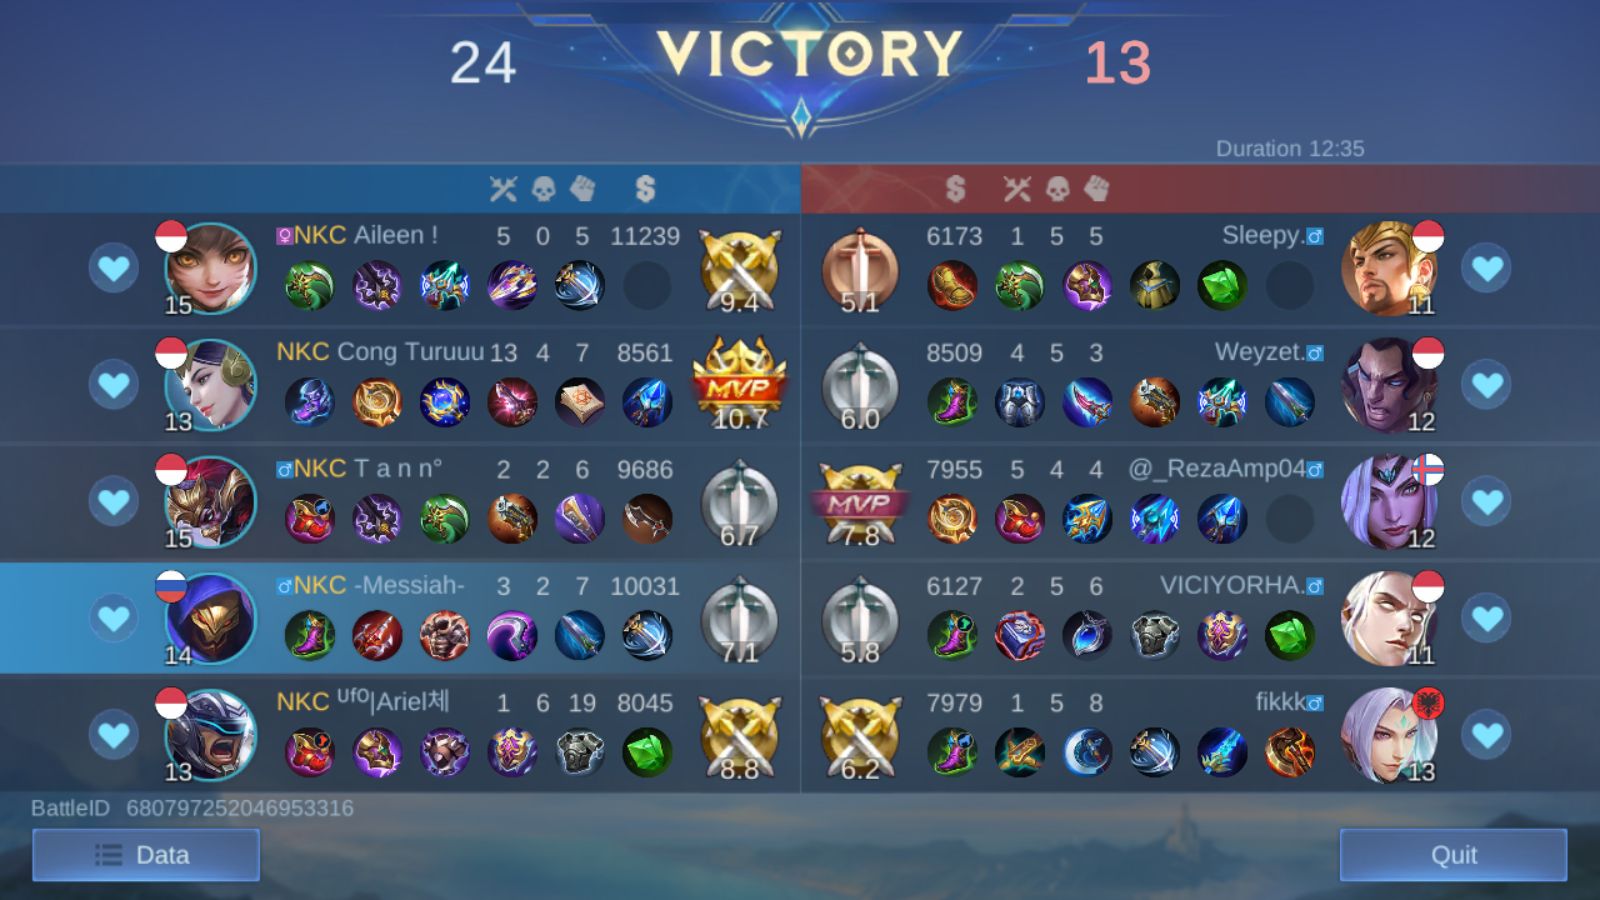 24 VICTORY 13
Duration 12:35
NKC Aileen ! 5 0 5 11239
15 9.4
5.1 6173 1 5 5 Sleepy.
11
NKC Cong Turuuu 13 4 7 8561
13 MVP 10.7
6.0 8509 4 5 3 Weyzet.
12
NKC T a n n° 2 2 6 9686
15 6.7
MVP 7.8 7955 5 4 4 @_RezaAmp04
12
NKC -Messiah- 3 2 7 10031
14 7.1
5.8 6127 2 5 6 VICIYORHA.
11
NKC ᵁᶠᴼ|Ariel체 1 6 19 8045
13 8.8
6.2 7979 1 5 8 fikkk
13
BattleID 680797252046953316
Data
Quit